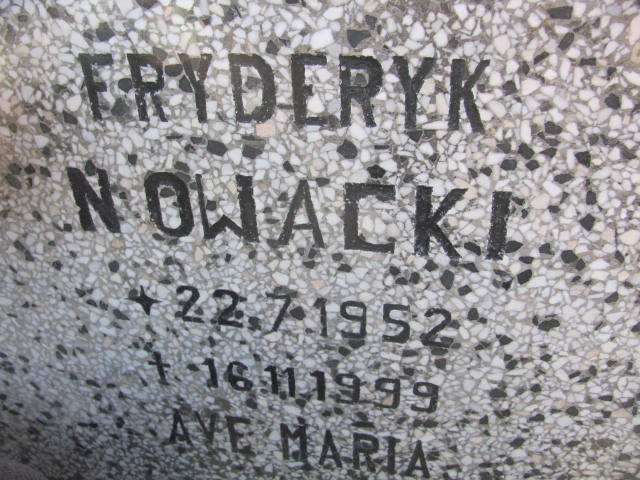 FRYDERYK
NOWACKI
✦ 22.7.1952
† 16.11.1999
AVE MARIA